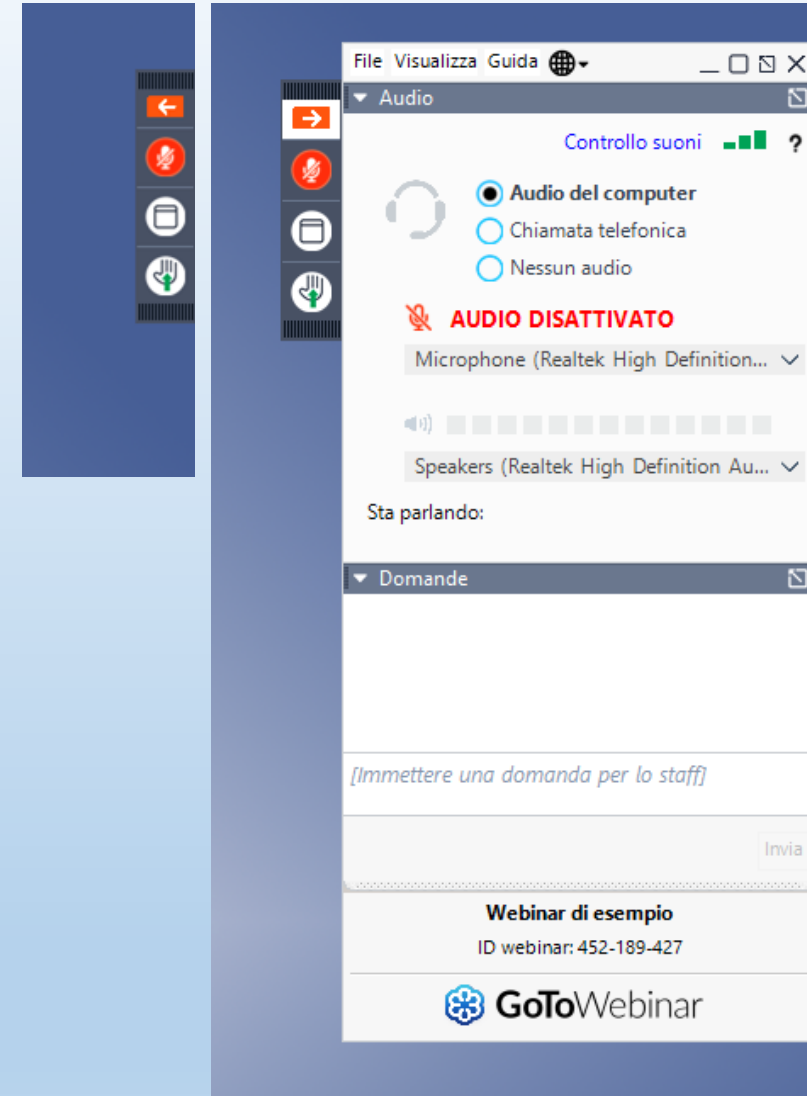 File Visualizza Guida
Audio
Controllo suoni
?
Audio del computer
Chiamata telefonica
Nessun audio
AUDIO DISATTIVATO
Microphone (Realtek High Definition...
Speakers (Realtek High Definition Au...
Sta parlando:
Domande
[Immettere una domanda per lo staff]
Invia
Webinar di esempio
ID webinar: 452-189-427
GoToWebinar